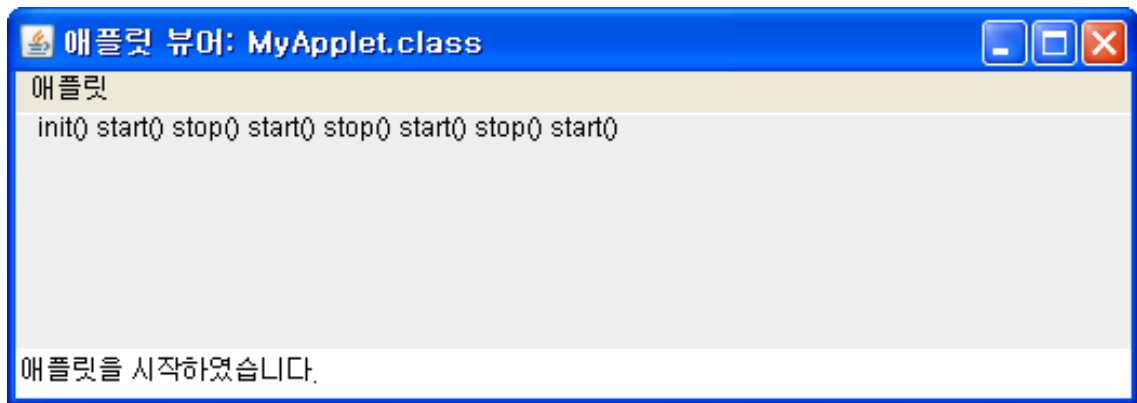 애플릿 뷰어: MyApplet.class
애플릿
init() start() stop() start() stop() start() stop() start()
애플릿을 시작하였습니다.